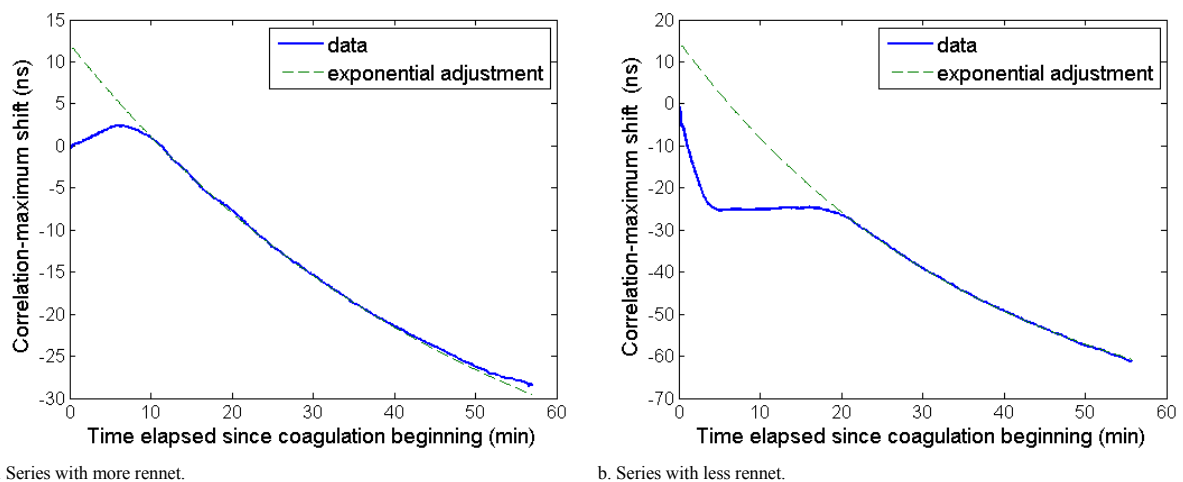 15
10
5
0
-5
-10
-15
-20
-25
-30
Correlation-maximum shift (ns)
data
exponential adjustment
0 10 20 30 40 50 60
Time elapsed since coagulation beginning (min)
Series with more rennet.
20
10
0
-10
-20
-30
-40
-50
-60
-70
Correlation-maximum shift (ns)
data
exponential adjustment
0 10 20 30 40 50 60
Time elapsed since coagulation beginning (min)
b. Series with less rennet.